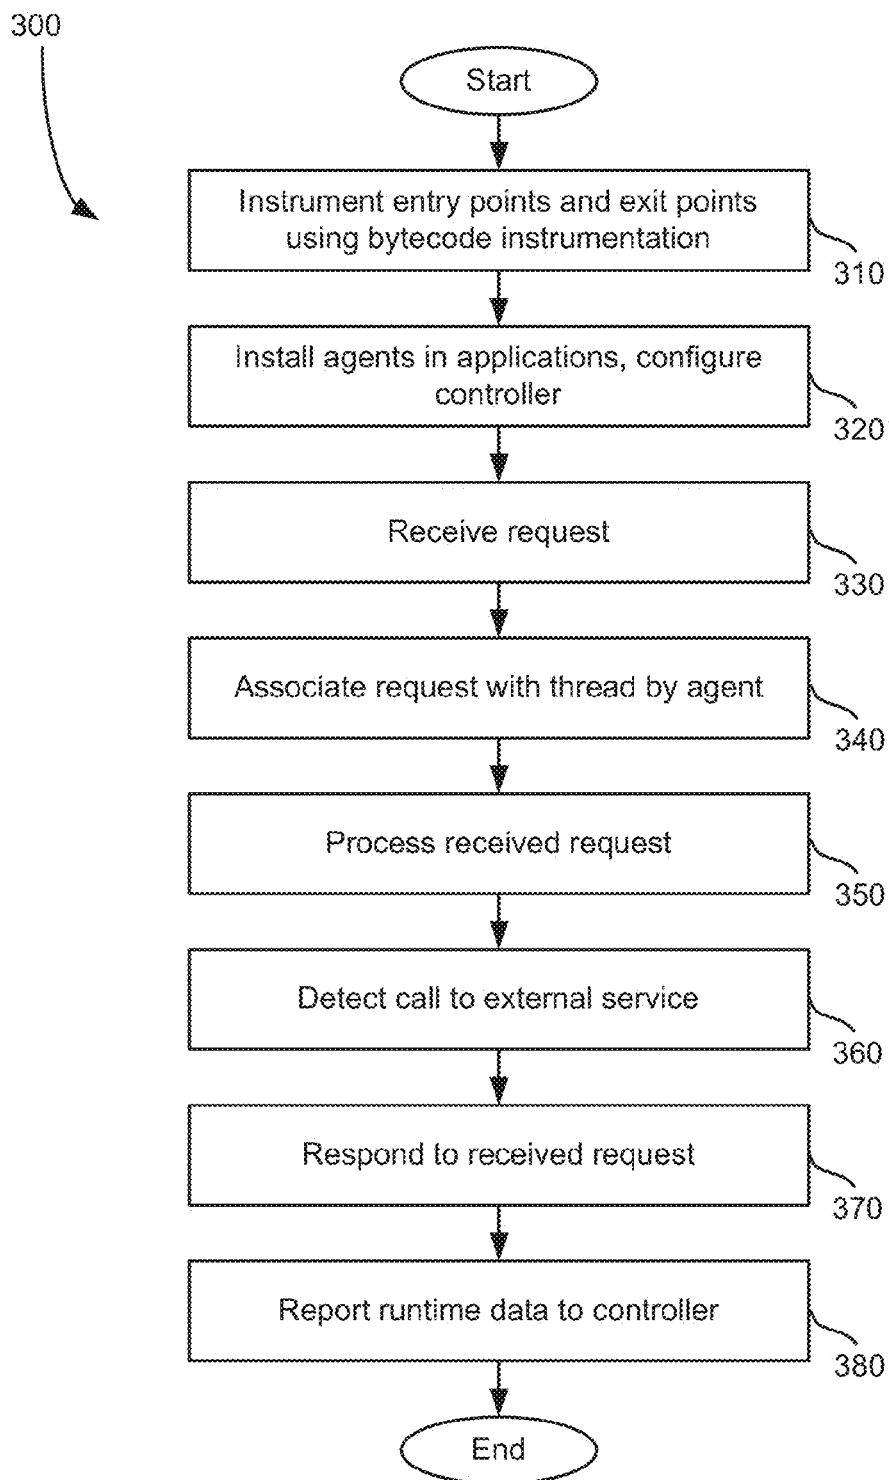 300
Start
Instrument entry points and exit points
using bytecode instrumentation
310
Install agents in applications, configure
controller
320
Receive request
330
Associate request with thread by agent
340
Process received request
350
Detect call to external service
360
Respond to received request
370
Report runtime data to controller
380
End